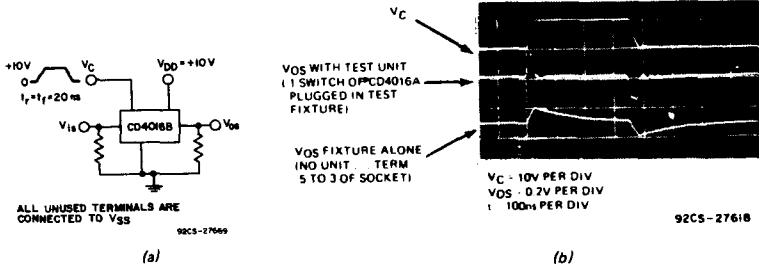 +10V
0
tr=tf=20 ns
VC
VDD=+10V
Vis
CD4016B
Vos
ALL UNUSED TERMINALS ARE
CONNECTED TO VSS
92CS-27669
(a)
VC
VOS WITH TEST UNIT
(1 SWITCH OF CD4016A
PLUGGED IN TEST
FIXTURE)
VOS FIXTURE ALONE
(NO UNIT ... TERM
5 TO 3 OF SOCKET)
VC - 10V PER DIV
VOS - 0.2V PER DIV
t 100ns PER DIV
92CS-27618
(b)